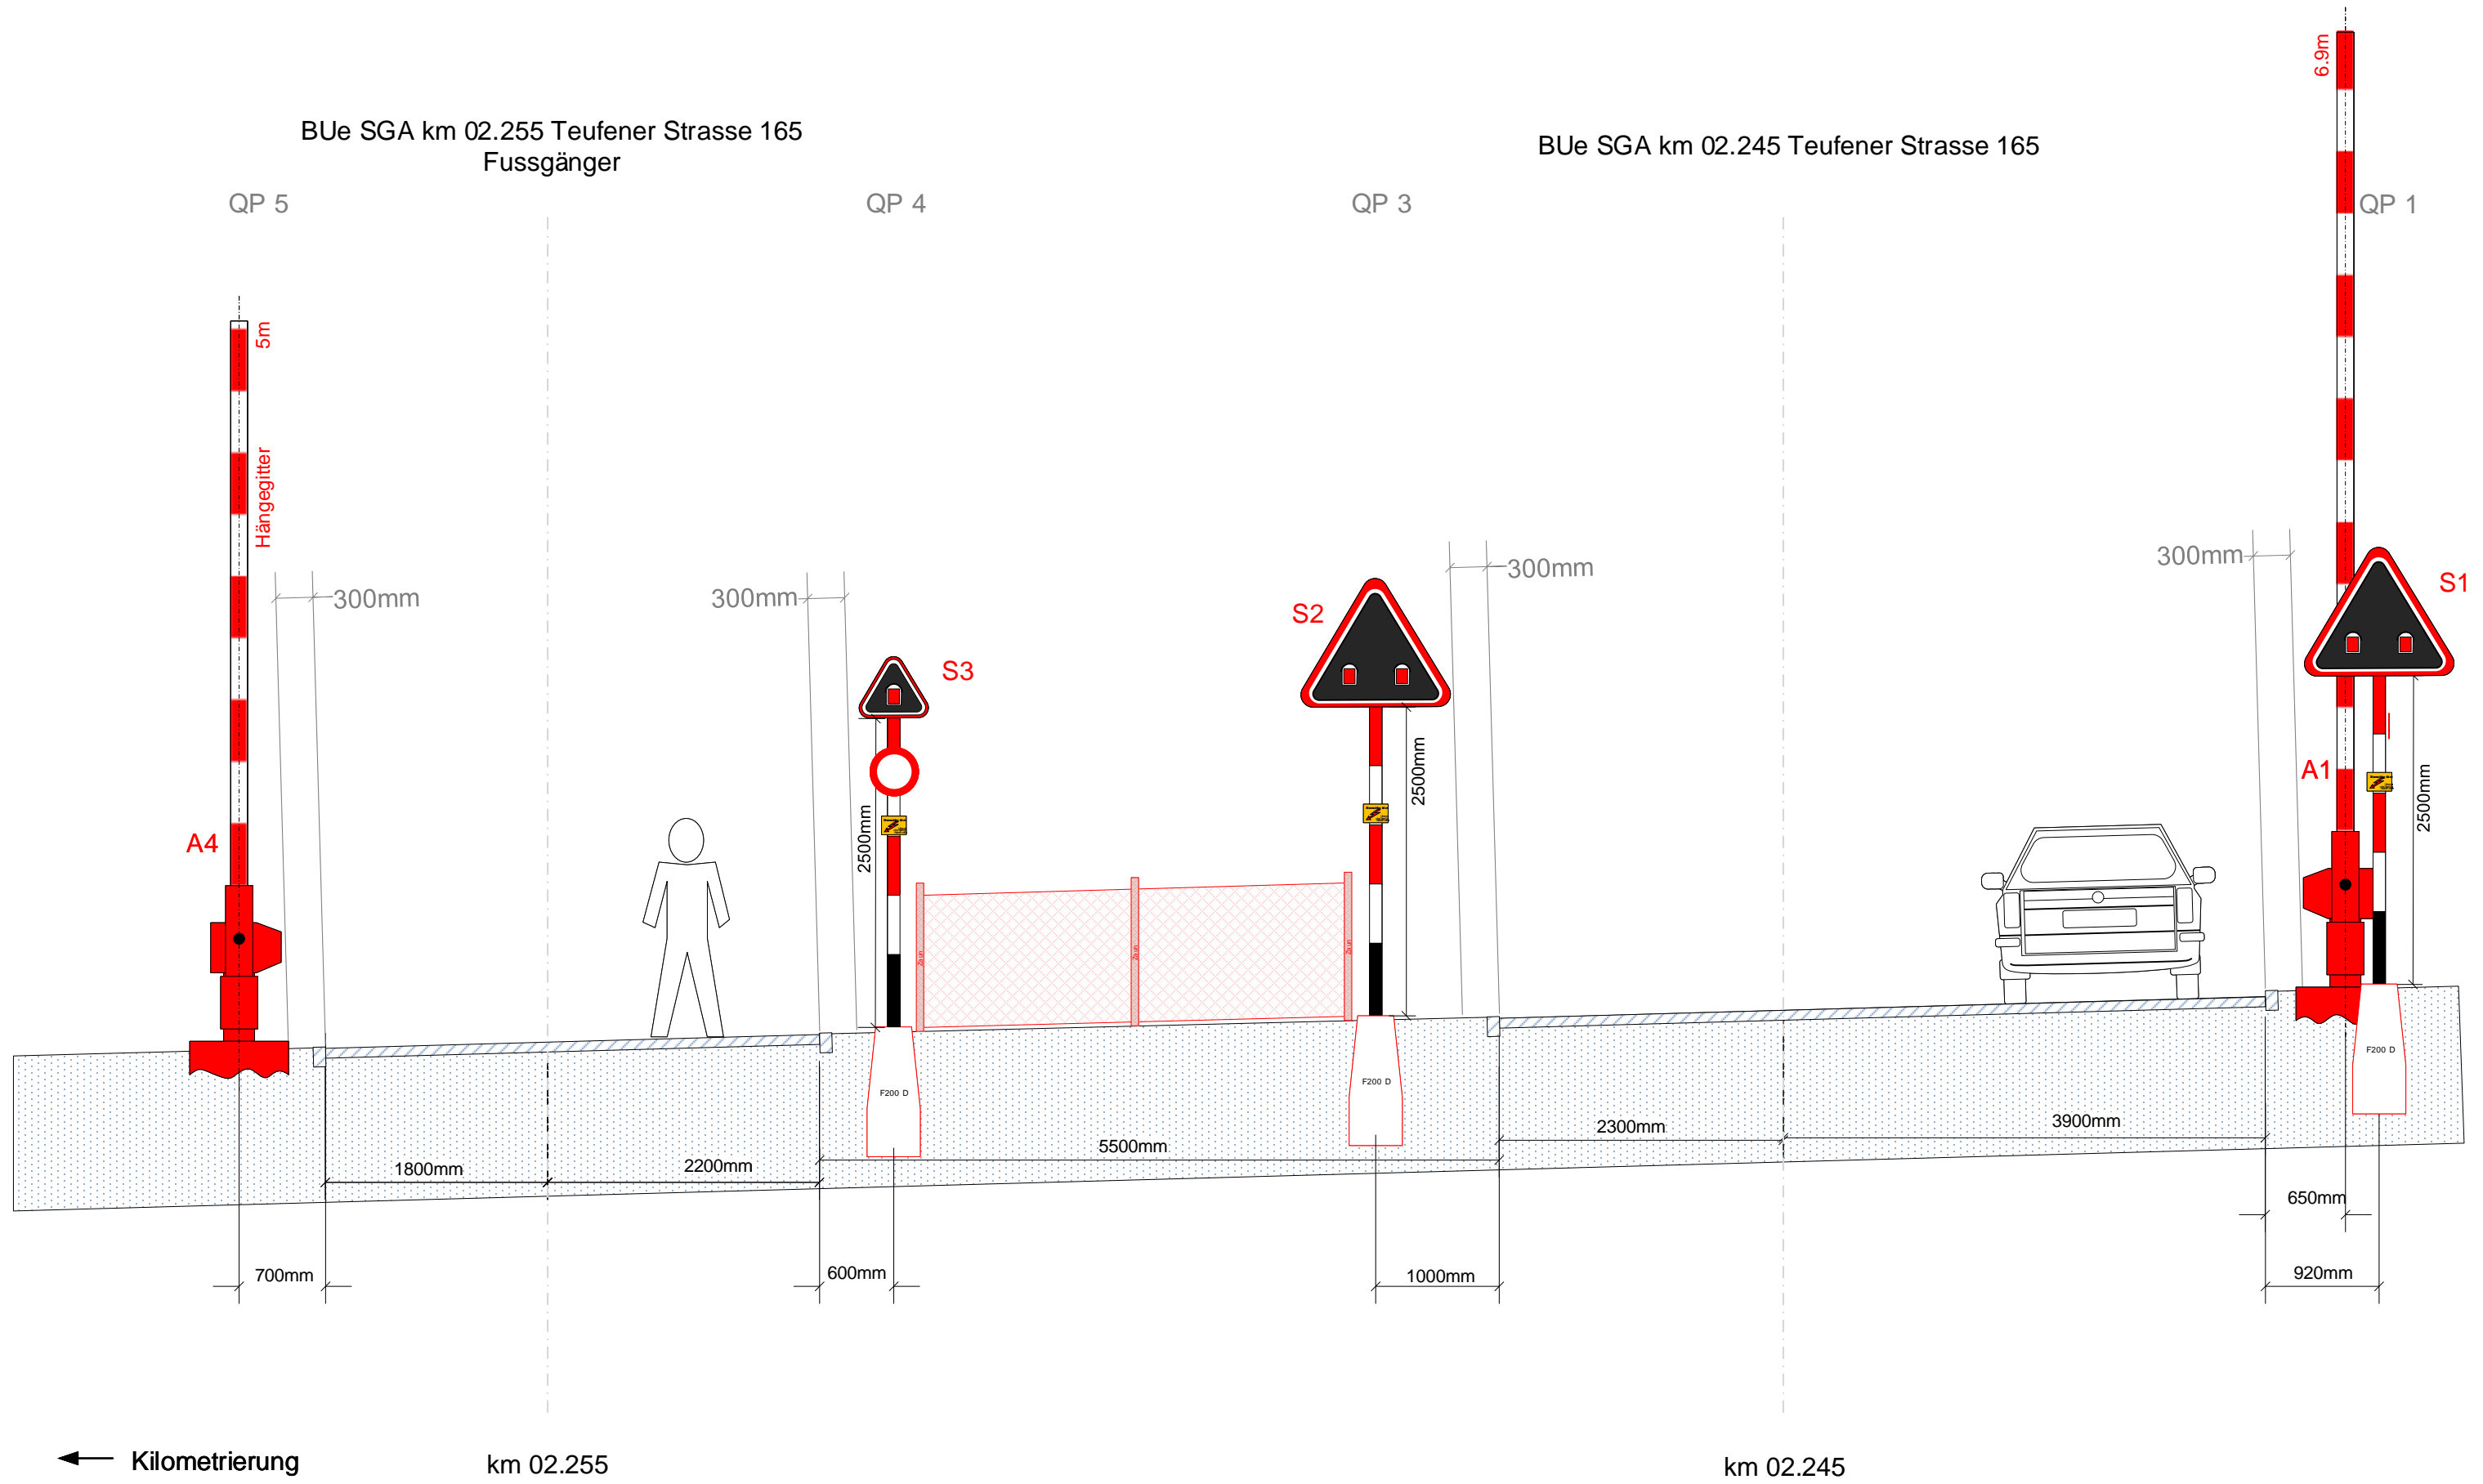 BUe SGA km 02.255 Teufener Strasse 165
Fussgänger
BUe SGA km 02.245 Teufener Strasse 165
6.9m
QP 5
QP 4
QP 3
QP 1
5m
Hängegitter
300mm
300mm
300mm
300mm
S1
S2
S3
A1
A4
2500mm
2500mm
2500mm
Zaun
Zaun
Zaun
F200 D
F200 D
F200 D
1800mm
2200mm
5500mm
2300mm
3900mm
650mm
700mm
600mm
1000mm
920mm
Kilometrierung
km 02.255
km 02.245